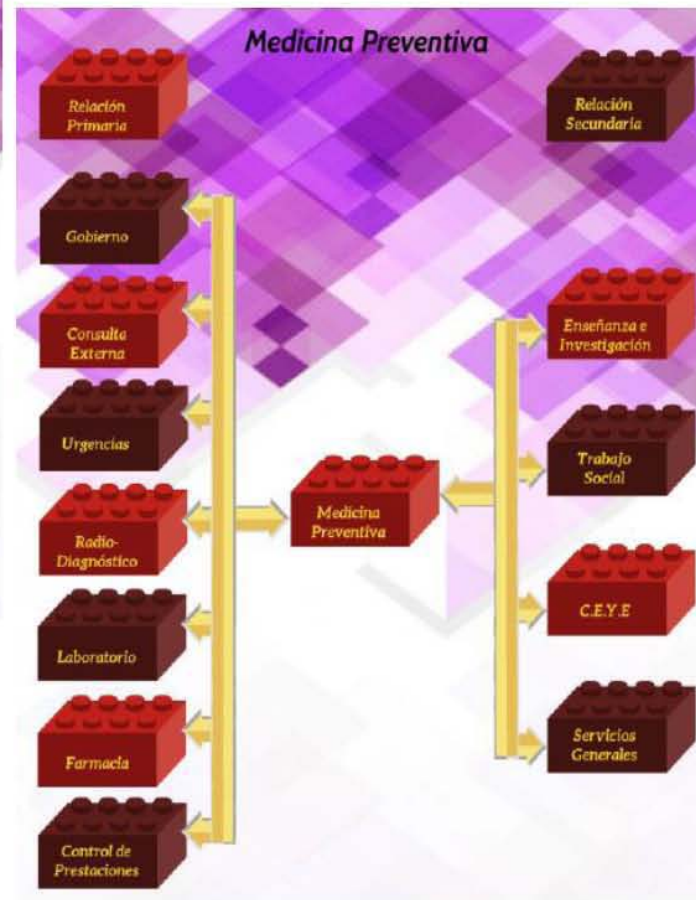 Medicina Preventiva
Relación
Primaria
Relación
Secundaria
Gobierno
Consulta
Externa
Urgencias
Radio-
Diagnóstico
Laboratorio
Farmacia
Control de
Prestaciones
Medicina
Preventiva
Enseñanza e
Investigación
Trabajo
Social
C.E.Y.E
Servicios
Generales